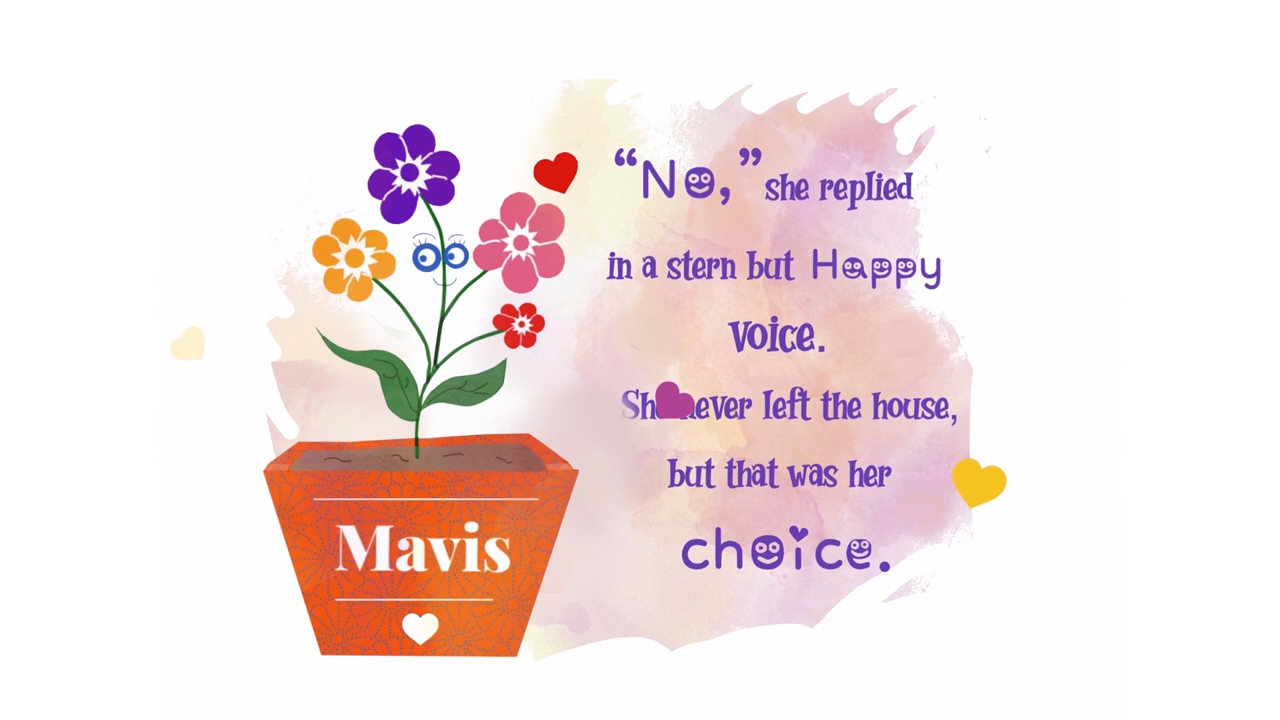 “No,” she replied
in a stern but Happy
voice.
She never left the house,
but that was her
choice.
Mavis